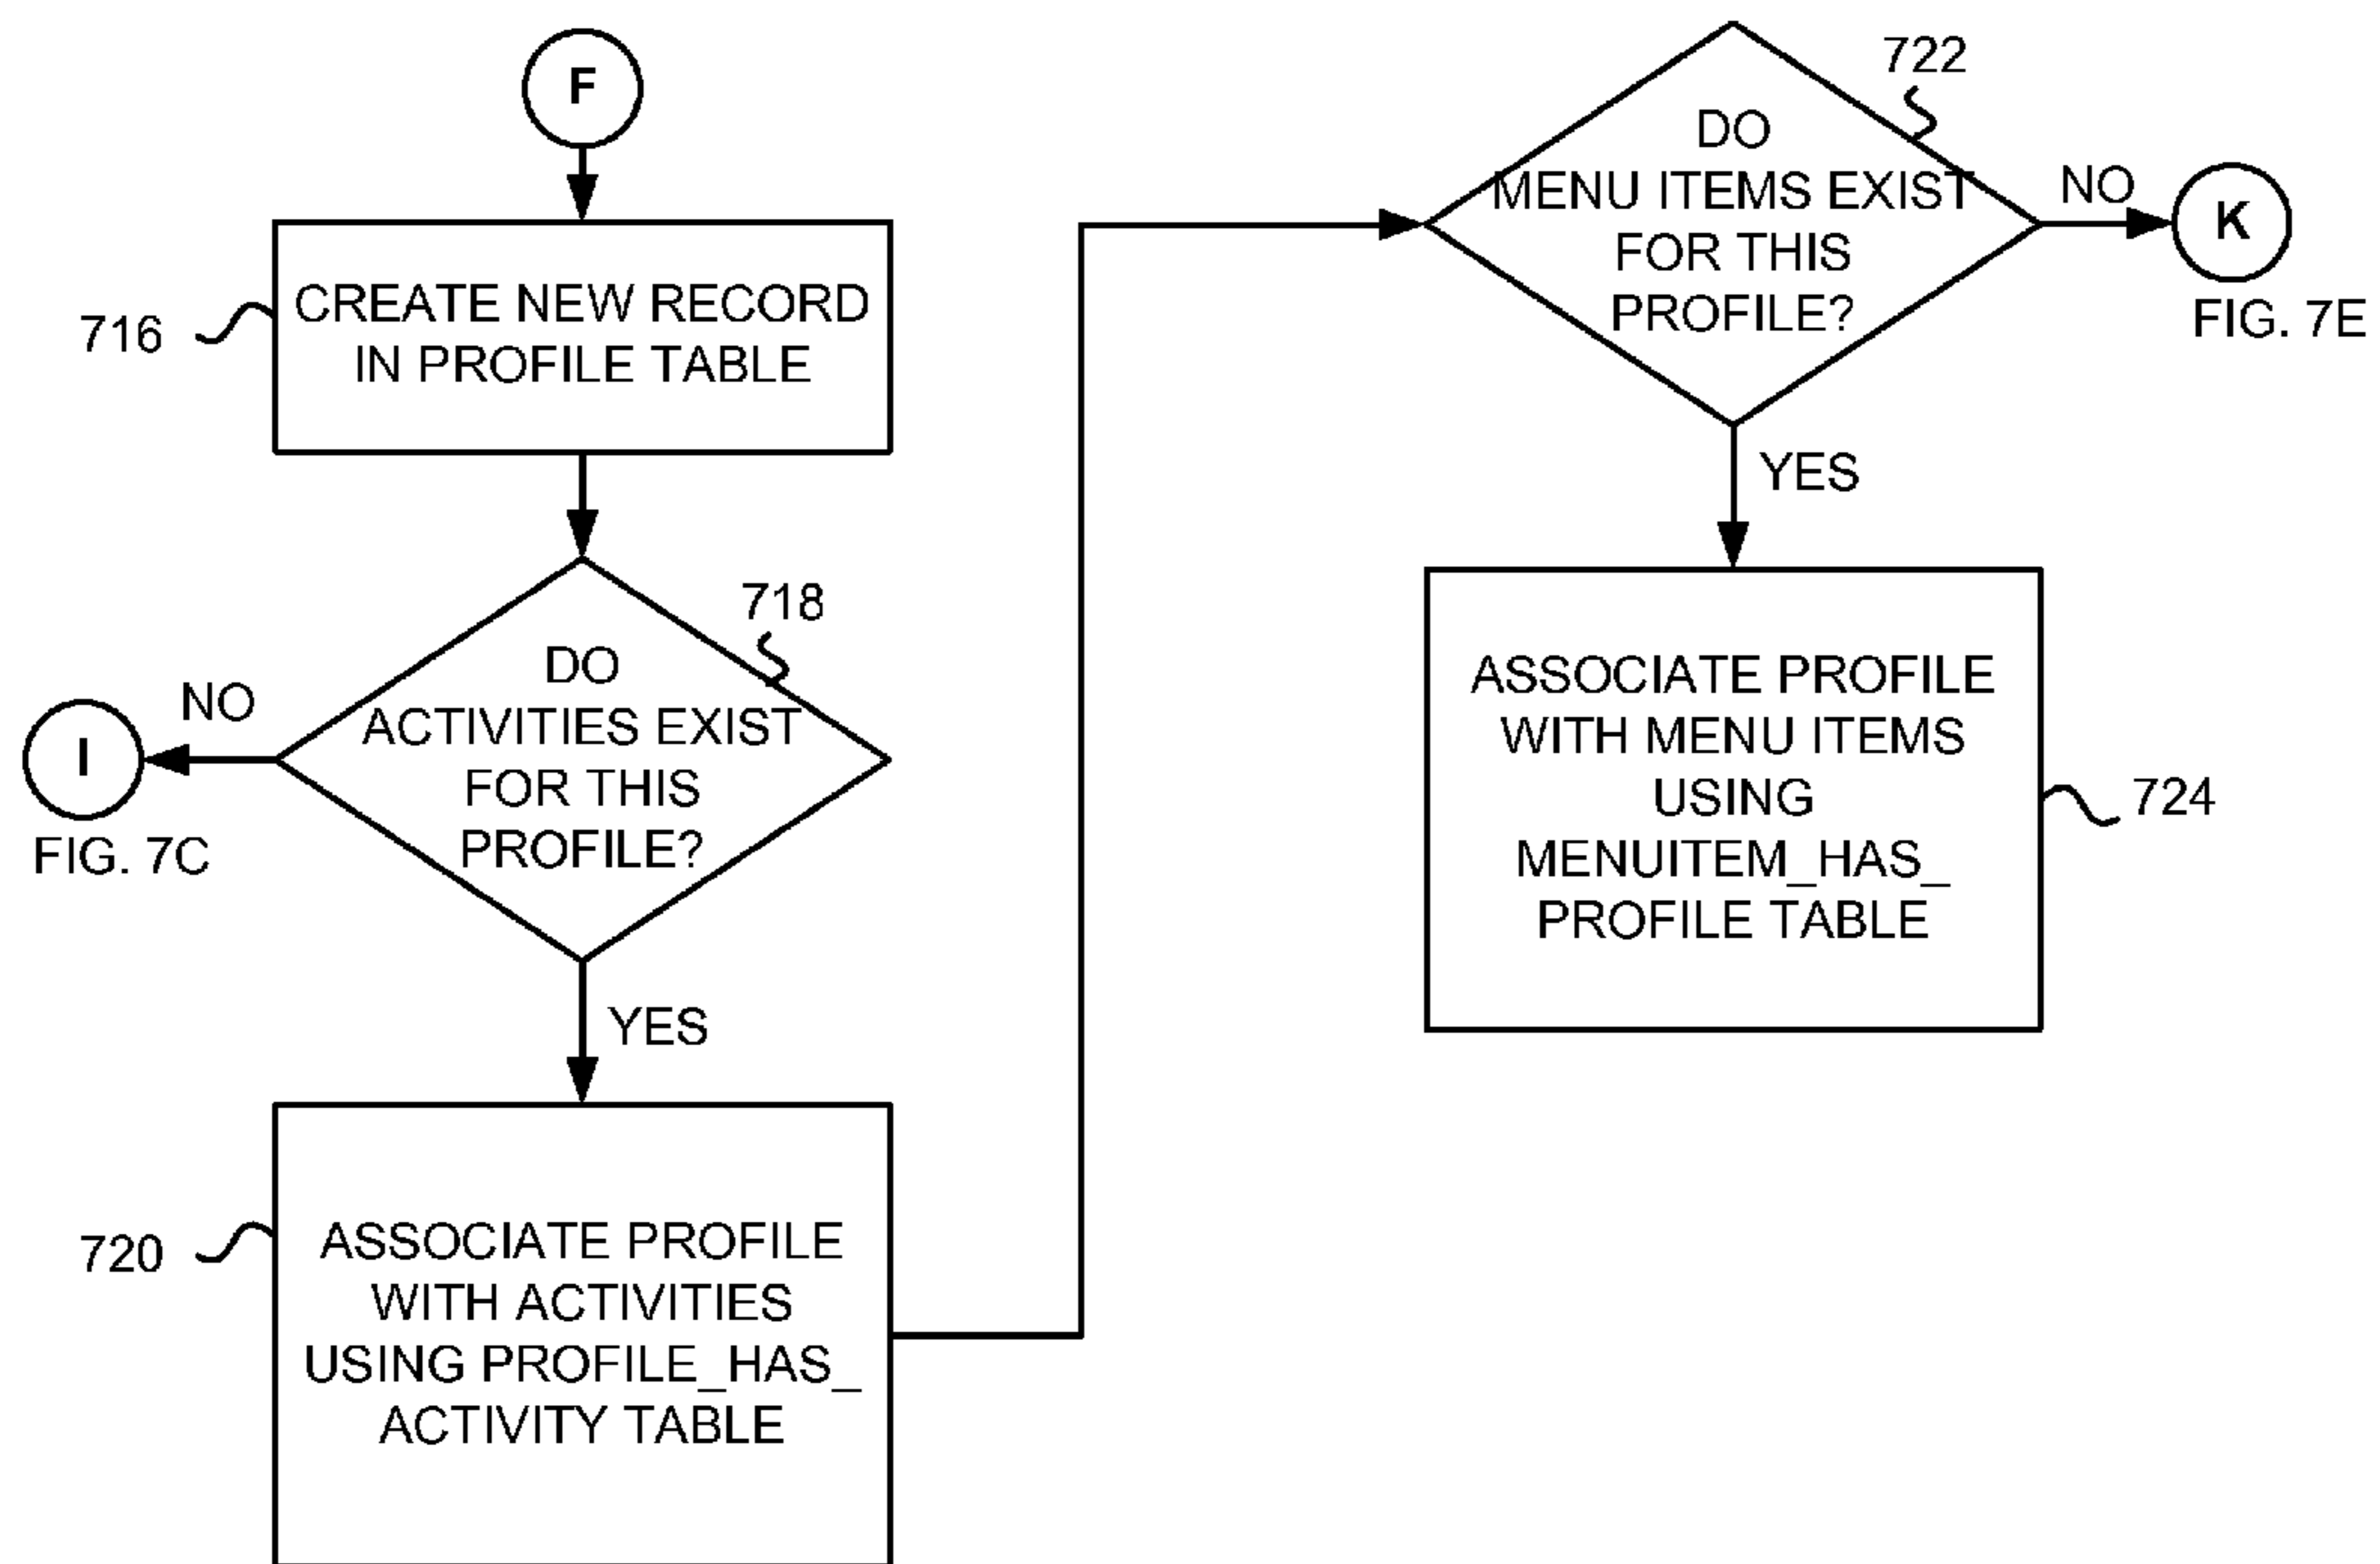 F
716
CREATE NEW RECORD
IN PROFILE TABLE
718
DO
ACTIVITIES EXIST
FOR THIS
PROFILE?
NO
I
FIG. 7C
YES
720
ASSOCIATE PROFILE
WITH ACTIVITIES
USING PROFILE_HAS_
ACTIVITY TABLE
722
DO
MENU ITEMS EXIST
FOR THIS
PROFILE?
NO
K
FIG. 7E
YES
ASSOCIATE PROFILE
WITH MENU ITEMS
USING
MENUITEM_HAS_
PROFILE TABLE
724